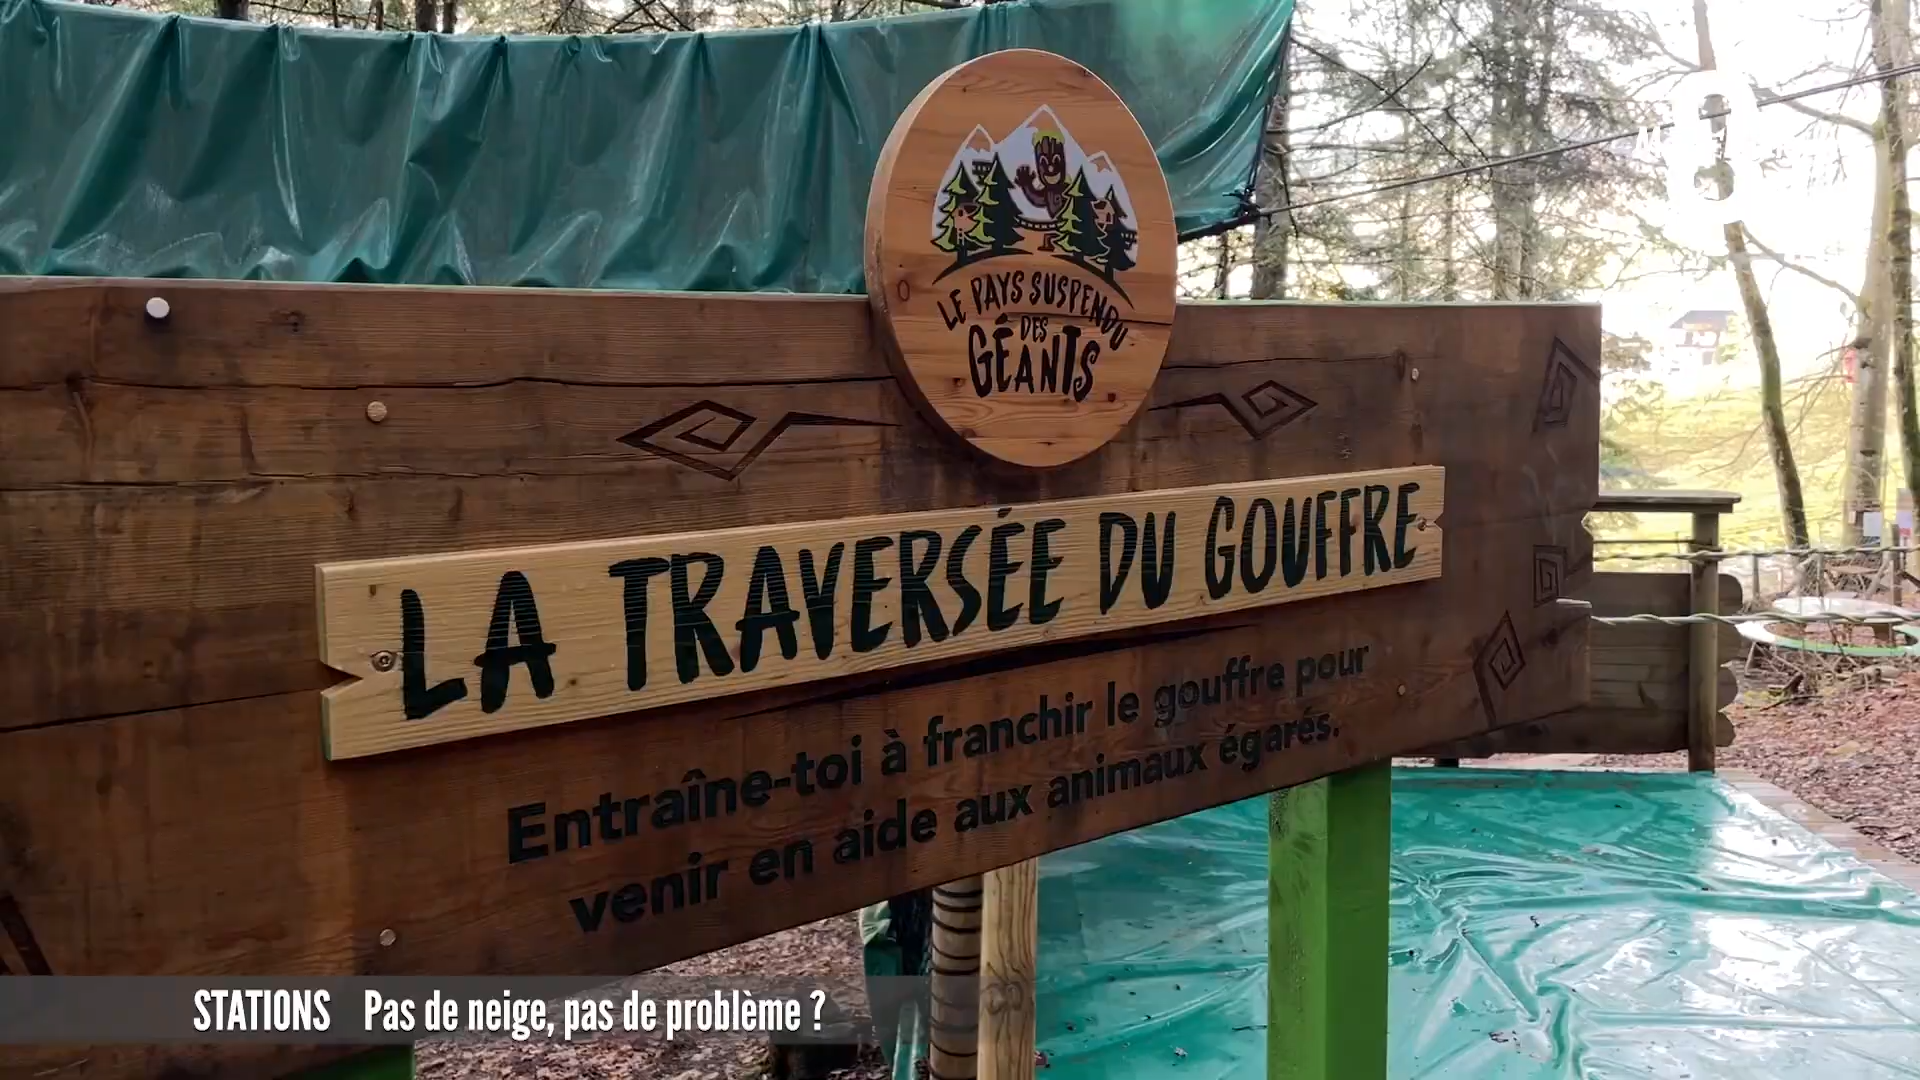 8
LE PAYS SUSPENDU
DES
GÉANTS
LA TRAVERSÉE DU GOUFFRE
Entraîne-toi à franchir le gouffre pour
venir en aide aux animaux égarés.
STATIONS Pas de neige, pas de problème ?